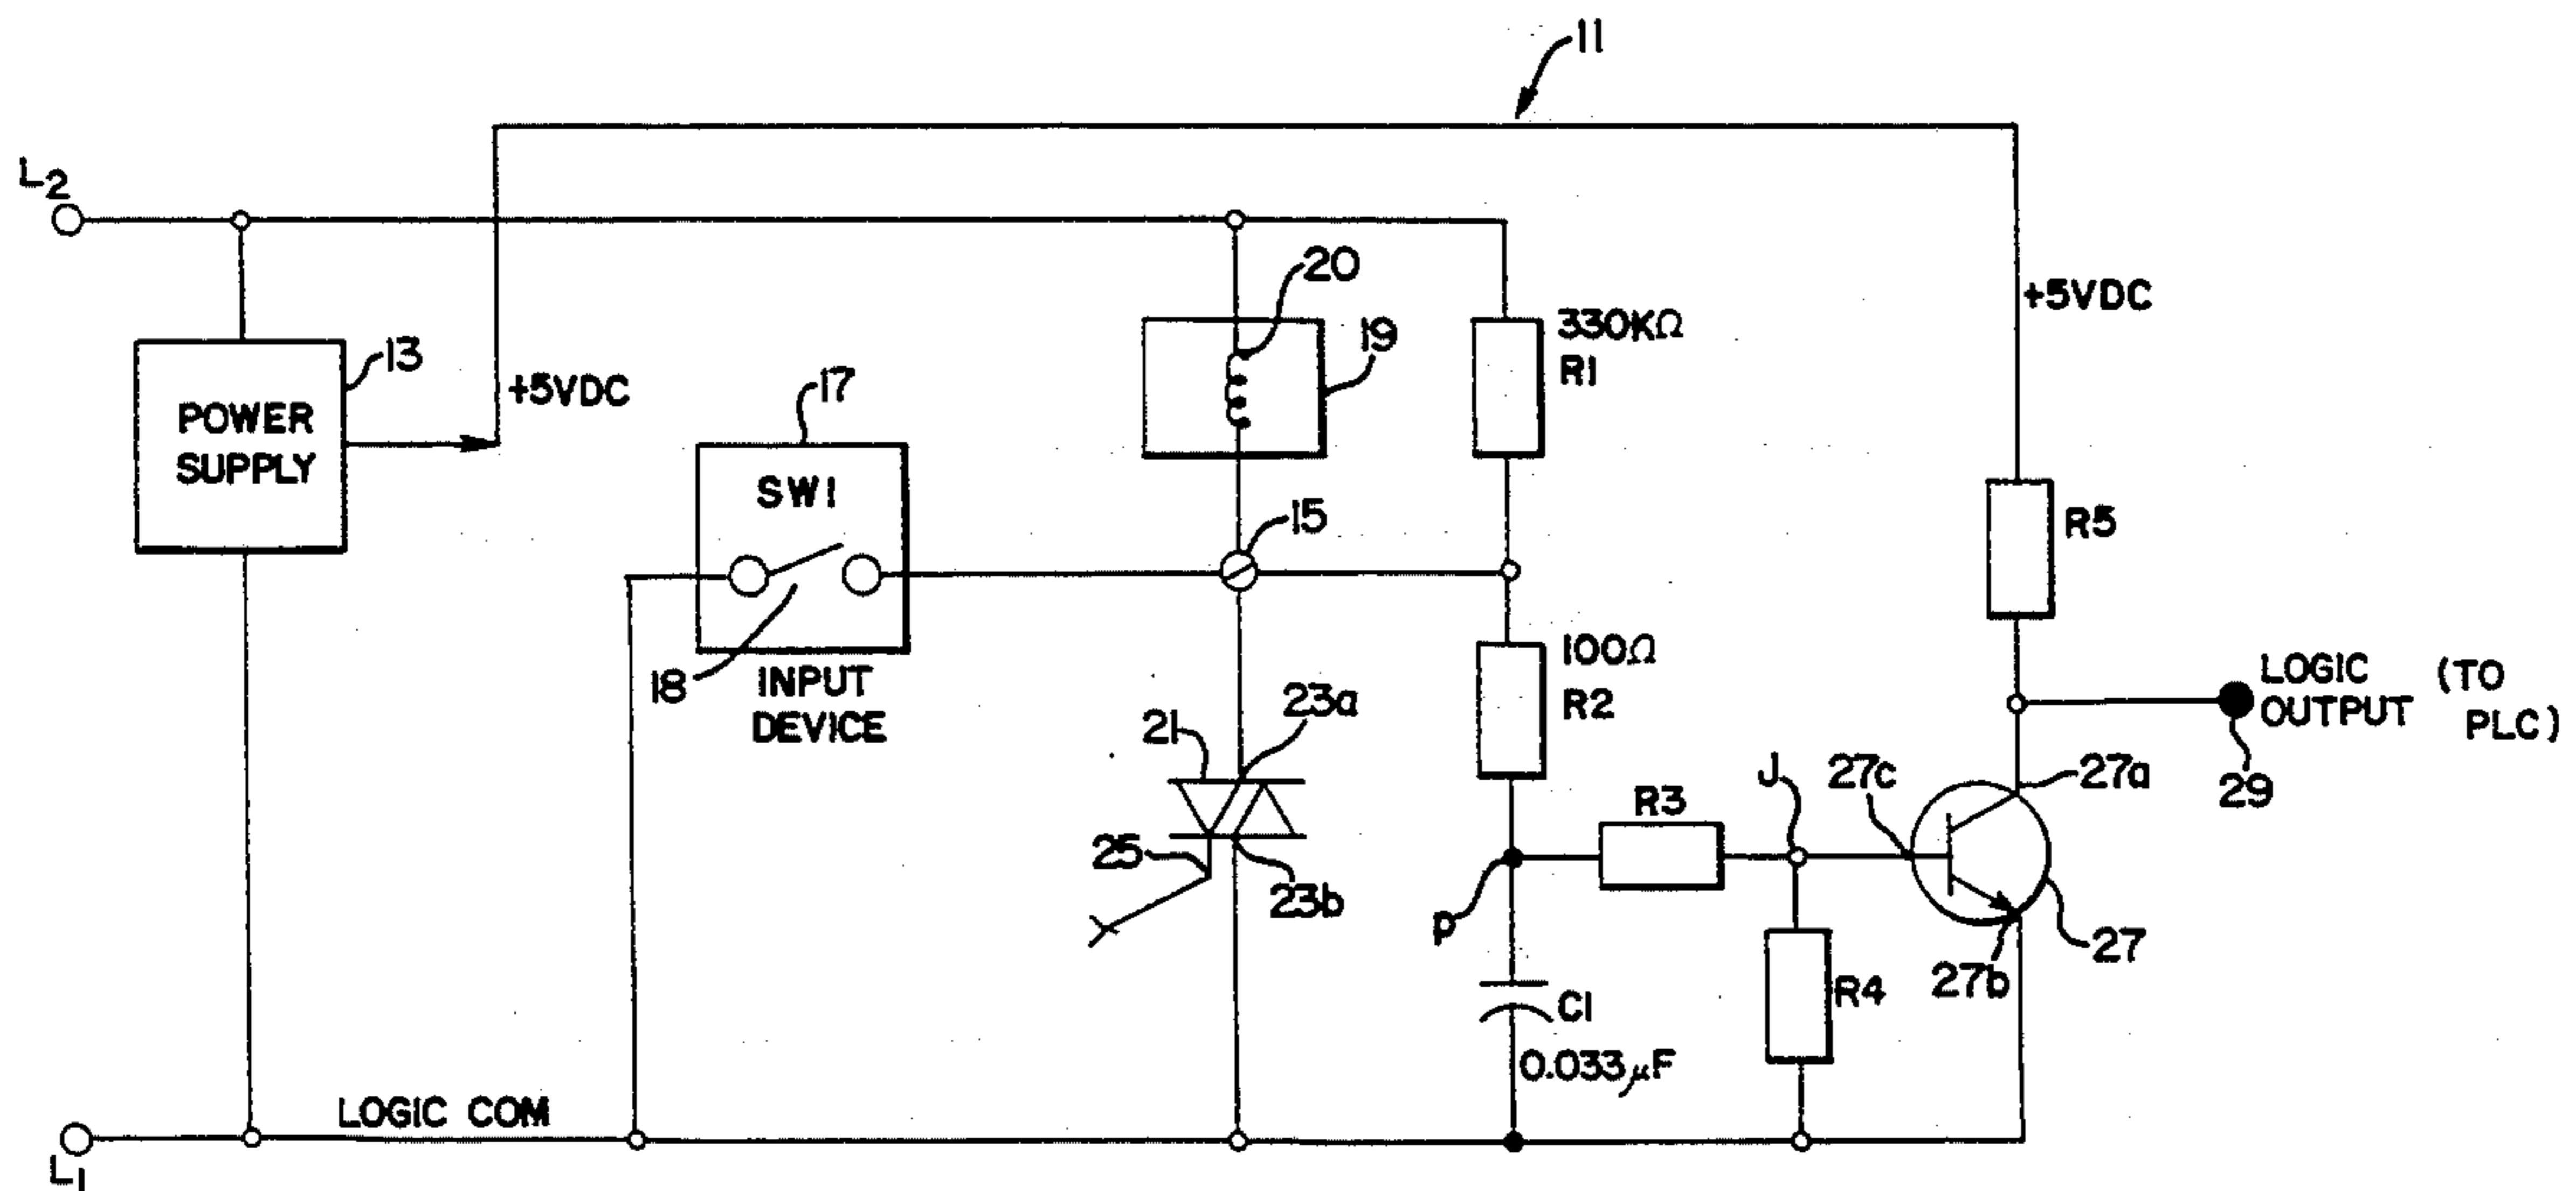 11
L2
20
+5VDC
330KΩ
R1
19
13
+5VDC
17
POWER
SUPPLY
SW1
15
R5
18
INPUT
DEVICE
100Ω
R2
23a
21
LOGIC
OUTPUT
(TO
PLC)
29
J
27c
27a
R3
25
23b
P
27
27b
R4
C1
0.033μF
LOGIC COM
L1